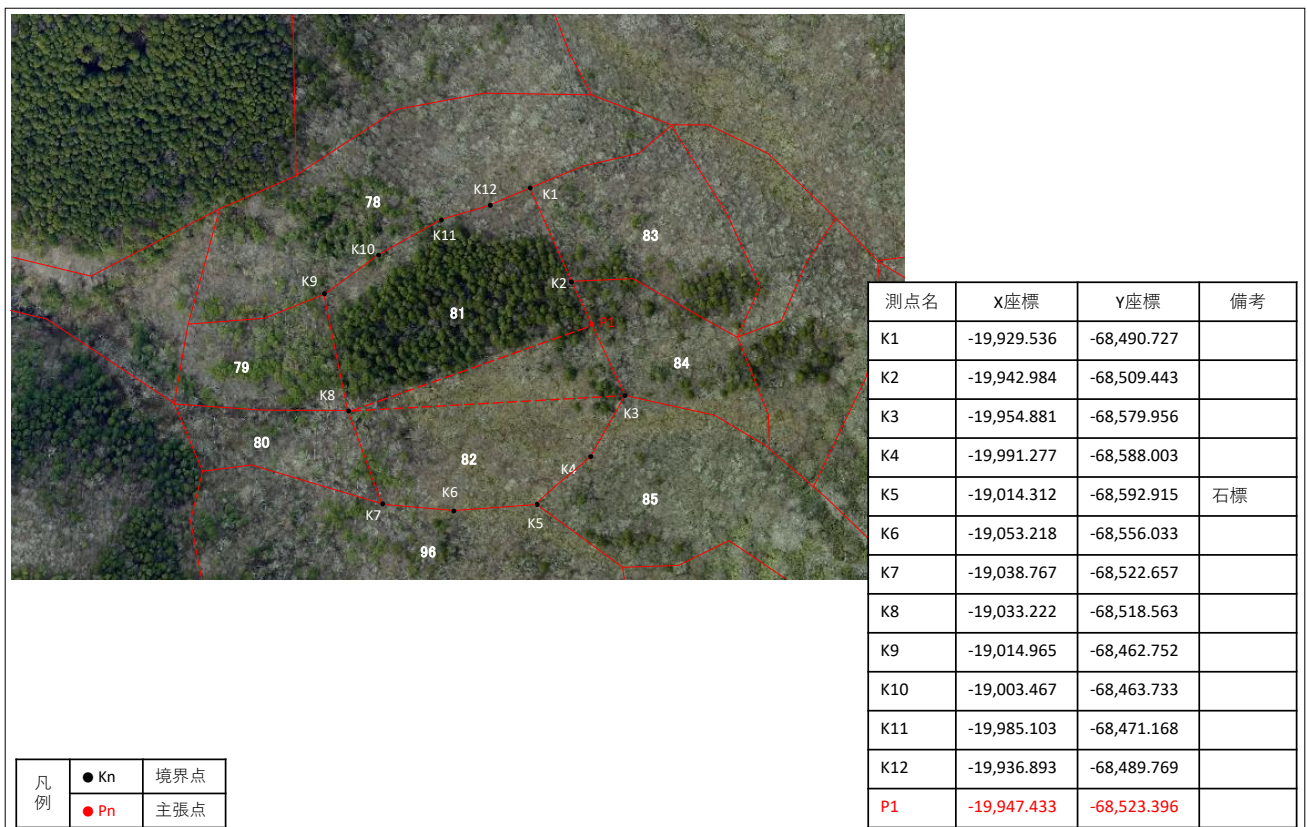 K12
K1
78
83
K11
K10
K2
K9
81
P1
84
79
K8
K3
80
82
K4
85
K7
K6
K5
96
測点名 X座標 Y座標 備考
K1 -19,929.536 -68,490.727
K2 -19,942.984 -68,509.443
K3 -19,954.881 -68,579.956
K4 -19,991.277 -68,588.003
K5 -19,014.312 -68,592.915 石標
K6 -19,053.218 -68,556.033
K7 -19,038.767 -68,522.657
K8 -19,033.222 -68,518.563
K9 -19,014.965 -68,462.752
K10 -19,003.467 -68,463.733
K11 -19,985.103 -68,471.168
K12 -19,936.893 -68,489.769
P1 -19,947.433 -68,523.396
凡例
● Kn 境界点
● Pn 主張点